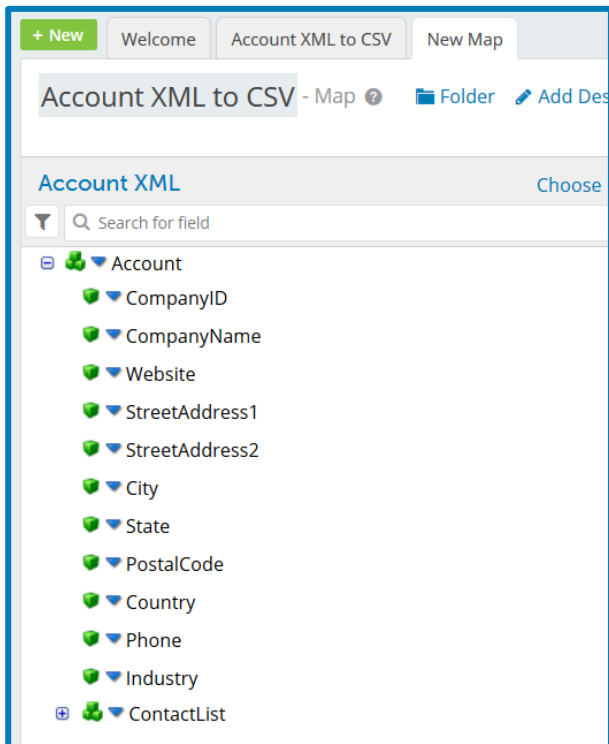 + New Welcome Account XML to CSV New Map
Account XML to CSV - Map ? Folder Add Des
Account XML Choose
Search for field
Account
CompanyID
CompanyName
Website
StreetAddress1
StreetAddress2
City
State
PostalCode
Country
Phone
Industry
ContactList